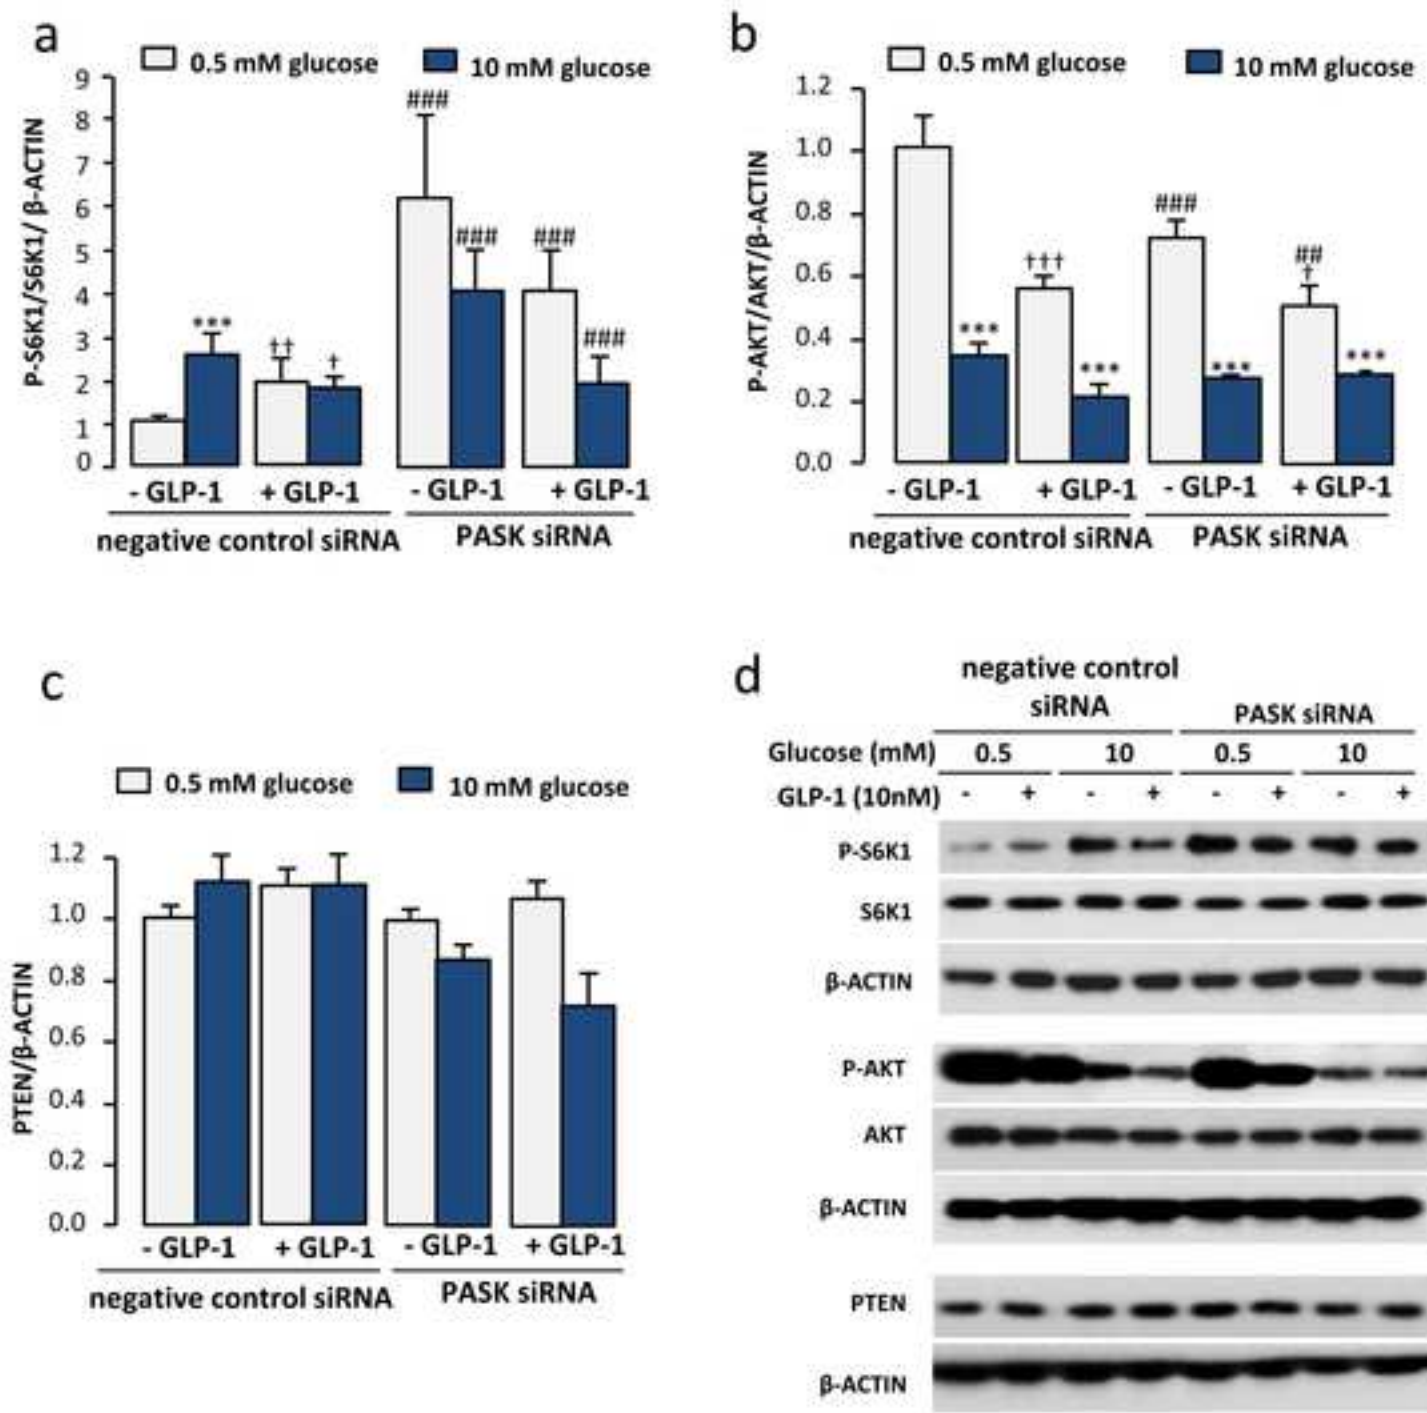 a
0.5 mM glucose
10 mM glucose
P-S6K1/S6K1/ β-ACTIN
9
8
7
6
5
4
3
2
1
0
***
††
†
###
###
###
###
- GLP-1
+ GLP-1
- GLP-1
+ GLP-1
negative control siRNA
PASK siRNA
b
0.5 mM glucose
10 mM glucose
P-AKT/AKT/β-ACTIN
1.2
1.0
0.8
0.6
0.4
0.2
0.0
***
†††
***
###
***
##
†
***
- GLP-1
+ GLP-1
- GLP-1
+ GLP-1
negative control siRNA
PASK siRNA
c
0.5 mM glucose
10 mM glucose
PTEN/β-ACTIN
1.2
1.0
0.8
0.6
0.4
0.2
0.0
- GLP-1
+ GLP-1
- GLP-1
+ GLP-1
negative control siRNA
PASK siRNA
d
negative control
siRNA
PASK siRNA
Glucose (mM) 0.5 10 0.5 10
GLP-1 (10nM) - + - + - + - +
P-S6K1
S6K1
β-ACTIN
P-AKT
AKT
β-ACTIN
PTEN
β-ACTIN